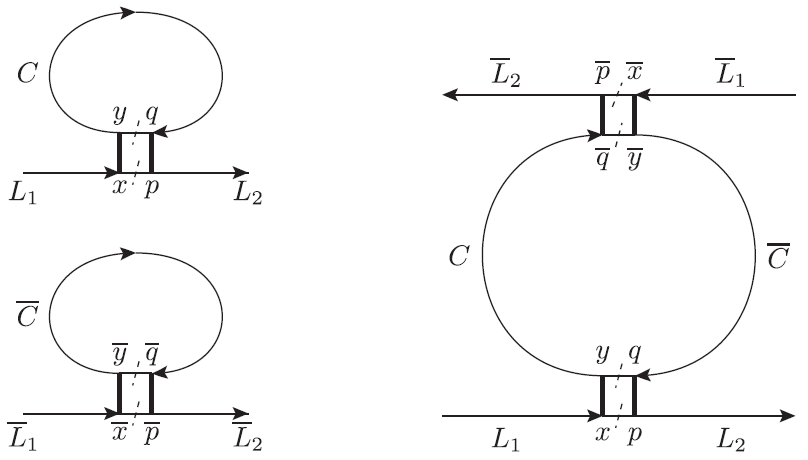 C
y q
L₁ x p L₂
C̅
y̅ q̅
L̅₁ x̅ p̅ L̅₂
L̅₂ p̅ x̅ L̅₁
q̅ y̅
C C̅
y q
L₁ x p L₂